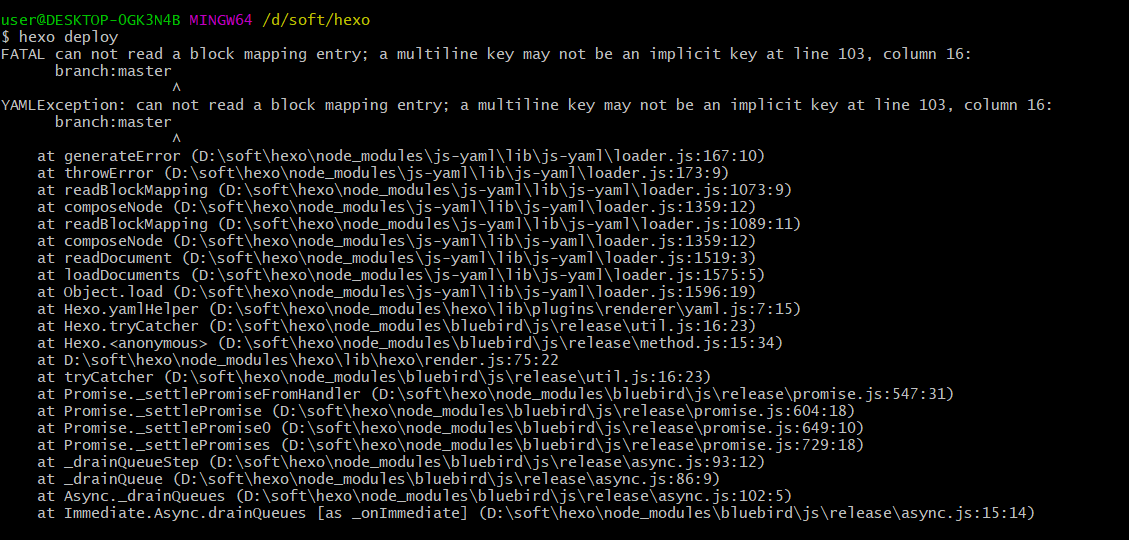 user@DESKTOP-OGK3N4B MINGW64 /d/soft/hexo
$ hexo deploy
FATAL can not read a block mapping entry; a multiline key may not be an implicit key at line 103, column 16:
      branch:master
                   ^
YAMLException: can not read a block mapping entry; a multiline key may not be an implicit key at line 103, column 16:
      branch:master
                   ^
    at generateError (D:\soft\hexo\node_modules\js-yaml\lib\js-yaml\loader.js:167:10)
    at throwError (D:\soft\hexo\node_modules\js-yaml\lib\js-yaml\loader.js:173:9)
    at readBlockMapping (D:\soft\hexo\node_modules\js-yaml\lib\js-yaml\loader.js:1073:9)
    at composeNode (D:\soft\hexo\node_modules\js-yaml\lib\js-yaml\loader.js:1359:12)
    at readBlockMapping (D:\soft\hexo\node_modules\js-yaml\lib\js-yaml\loader.js:1089:11)
    at composeNode (D:\soft\hexo\node_modules\js-yaml\lib\js-yaml\loader.js:1359:12)
    at readDocument (D:\soft\hexo\node_modules\js-yaml\lib\js-yaml\loader.js:1519:3)
    at loadDocuments (D:\soft\hexo\node_modules\js-yaml\lib\js-yaml\loader.js:1575:5)
    at Object.load (D:\soft\hexo\node_modules\js-yaml\lib\js-yaml\loader.js:1596:19)
    at Hexo.yamlHelper (D:\soft\hexo\node_modules\hexo\lib\plugins\renderer\yaml.js:7:15)
    at Hexo.tryCatcher (D:\soft\hexo\node_modules\bluebird\js\release\util.js:16:23)
    at Hexo.<anonymous> (D:\soft\hexo\node_modules\bluebird\js\release\method.js:15:34)
    at D:\soft\hexo\node_modules\hexo\lib\hexo\render.js:75:22
    at tryCatcher (D:\soft\hexo\node_modules\bluebird\js\release\util.js:16:23)
    at Promise._settlePromiseFromHandler (D:\soft\hexo\node_modules\bluebird\js\release\promise.js:547:31)
    at Promise._settlePromise (D:\soft\hexo\node_modules\bluebird\js\release\promise.js:604:18)
    at Promise._settlePromise0 (D:\soft\hexo\node_modules\bluebird\js\release\promise.js:649:10)
    at Promise._settlePromises (D:\soft\hexo\node_modules\bluebird\js\release\promise.js:729:18)
    at _drainQueueStep (D:\soft\hexo\node_modules\bluebird\js\release\async.js:93:12)
    at _drainQueue (D:\soft\hexo\node_modules\bluebird\js\release\async.js:86:9)
    at Async._drainQueues (D:\soft\hexo\node_modules\bluebird\js\release\async.js:102:5)
    at Immediate.Async.drainQueues [as _onImmediate] (D:\soft\hexo\node_modules\bluebird\js\release\async.js:15:14)